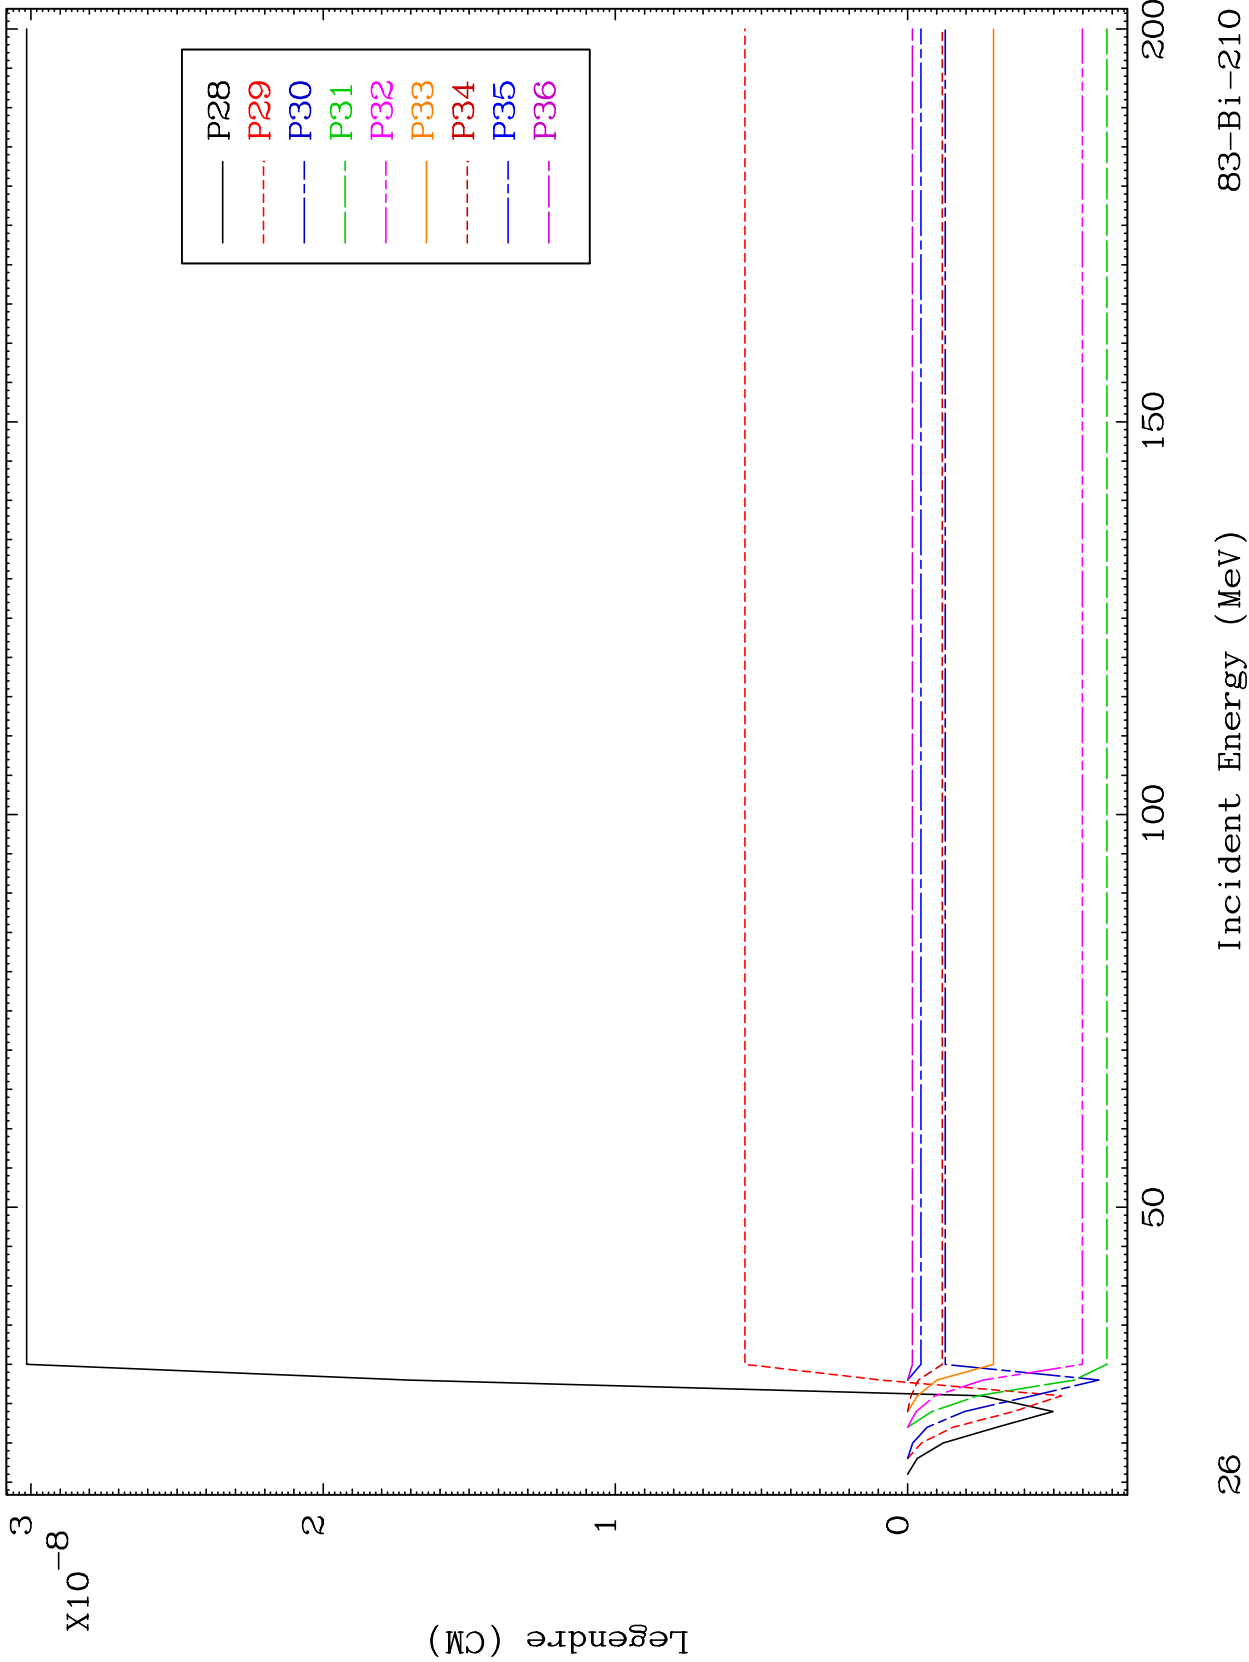 3
2
1
0
X10-8
Legendre (CM)
P28
P29
P30
P31
P32
P33
P34
P35
P36
50
100
150
200
Incident Energy (MeV)
26
83-Bi-210